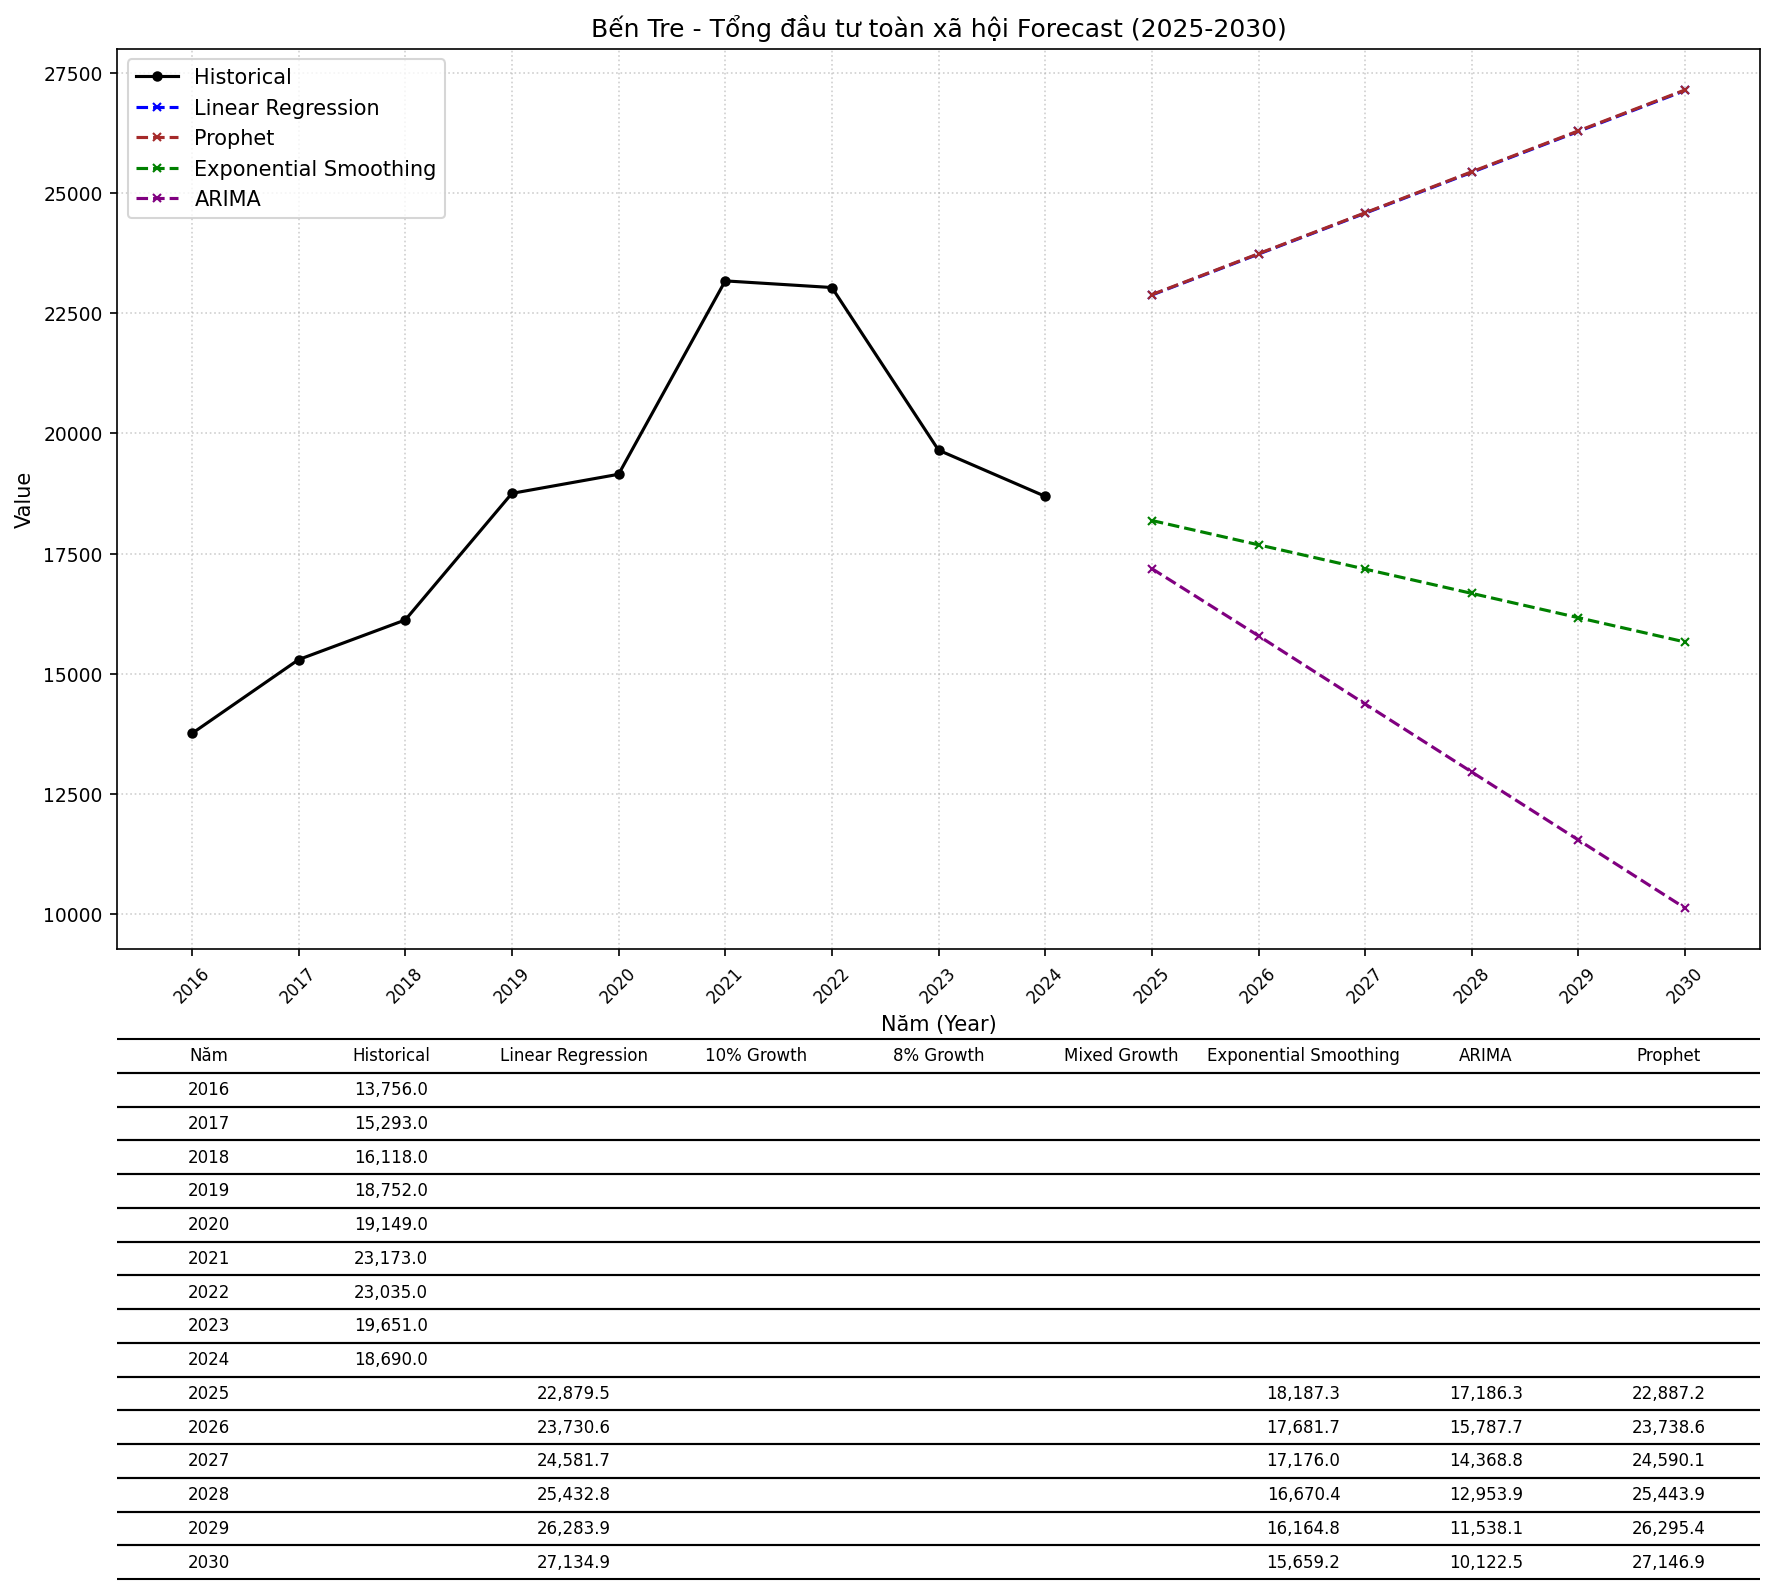 Bến Tre - Tổng đầu tư toàn xã hội Forecast (2025-2030)
Historical
Linear Regression
Prophet
Exponential Smoothing
ARIMA
27500
25000
22500
20000
17500
15000
12500
10000
Value
2016 2017 2018 2019 2020 2021 2022 2023 2024 2025 2026 2027 2028 2029 2030
Năm (Year)
Năm Historical Linear Regression 10% Growth 8% Growth Mixed Growth Exponential Smoothing ARIMA Prophet
2016 13,756.0
2017 15,293.0
2018 16,118.0
2019 18,752.0
2020 19,149.0
2021 23,173.0
2022 23,035.0
2023 19,651.0
2024 18,690.0
2025 22,879.5 18,187.3 17,186.3 22,887.2
2026 23,730.6 17,681.7 15,787.7 23,738.6
2027 24,581.7 17,176.0 14,368.8 24,590.1
2028 25,432.8 16,670.4 12,953.9 25,443.9
2029 26,283.9 16,164.8 11,538.1 26,295.4
2030 27,134.9 15,659.2 10,122.5 27,146.9